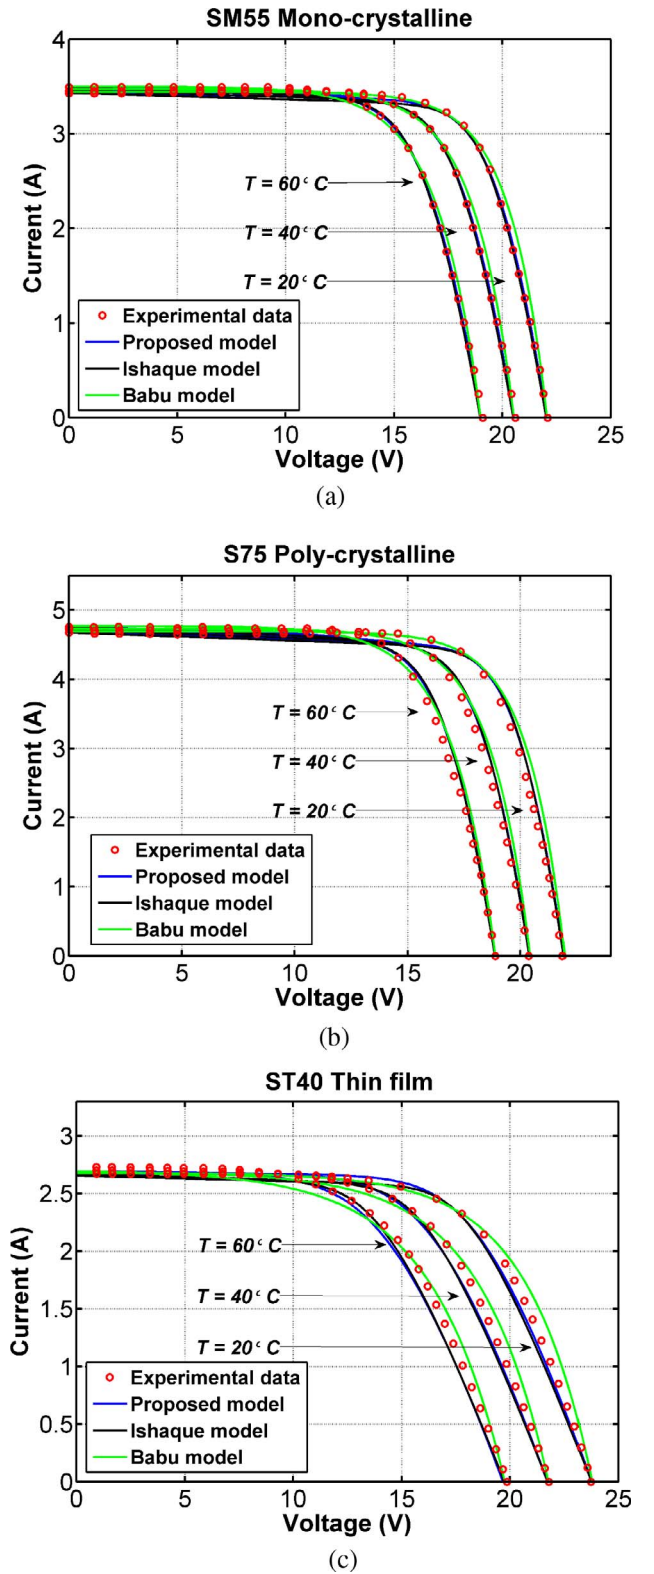 SM55 Mono-crystalline
4
3
2
1
0
Current (A)
T = 60° C
T = 40° C
T = 20° C
Experimental data
Proposed model
Ishaque model
Babu model
0 5 10 15 20 25
Voltage (V)
(a)
S75 Poly-crystalline
5
4
3
2
1
0
Current (A)
T = 60° C
T = 40° C
T = 20° C
Experimental data
Proposed model
Ishaque model
Babu model
0 5 10 15 20
Voltage (V)
(b)
ST40 Thin film
3
2.5
2
1.5
1
0.5
0
Current (A)
T = 60° C
T = 40° C
T = 20° C
Experimental data
Proposed model
Ishaque model
Babu model
0 5 10 15 20 25
Voltage (V)
(c)